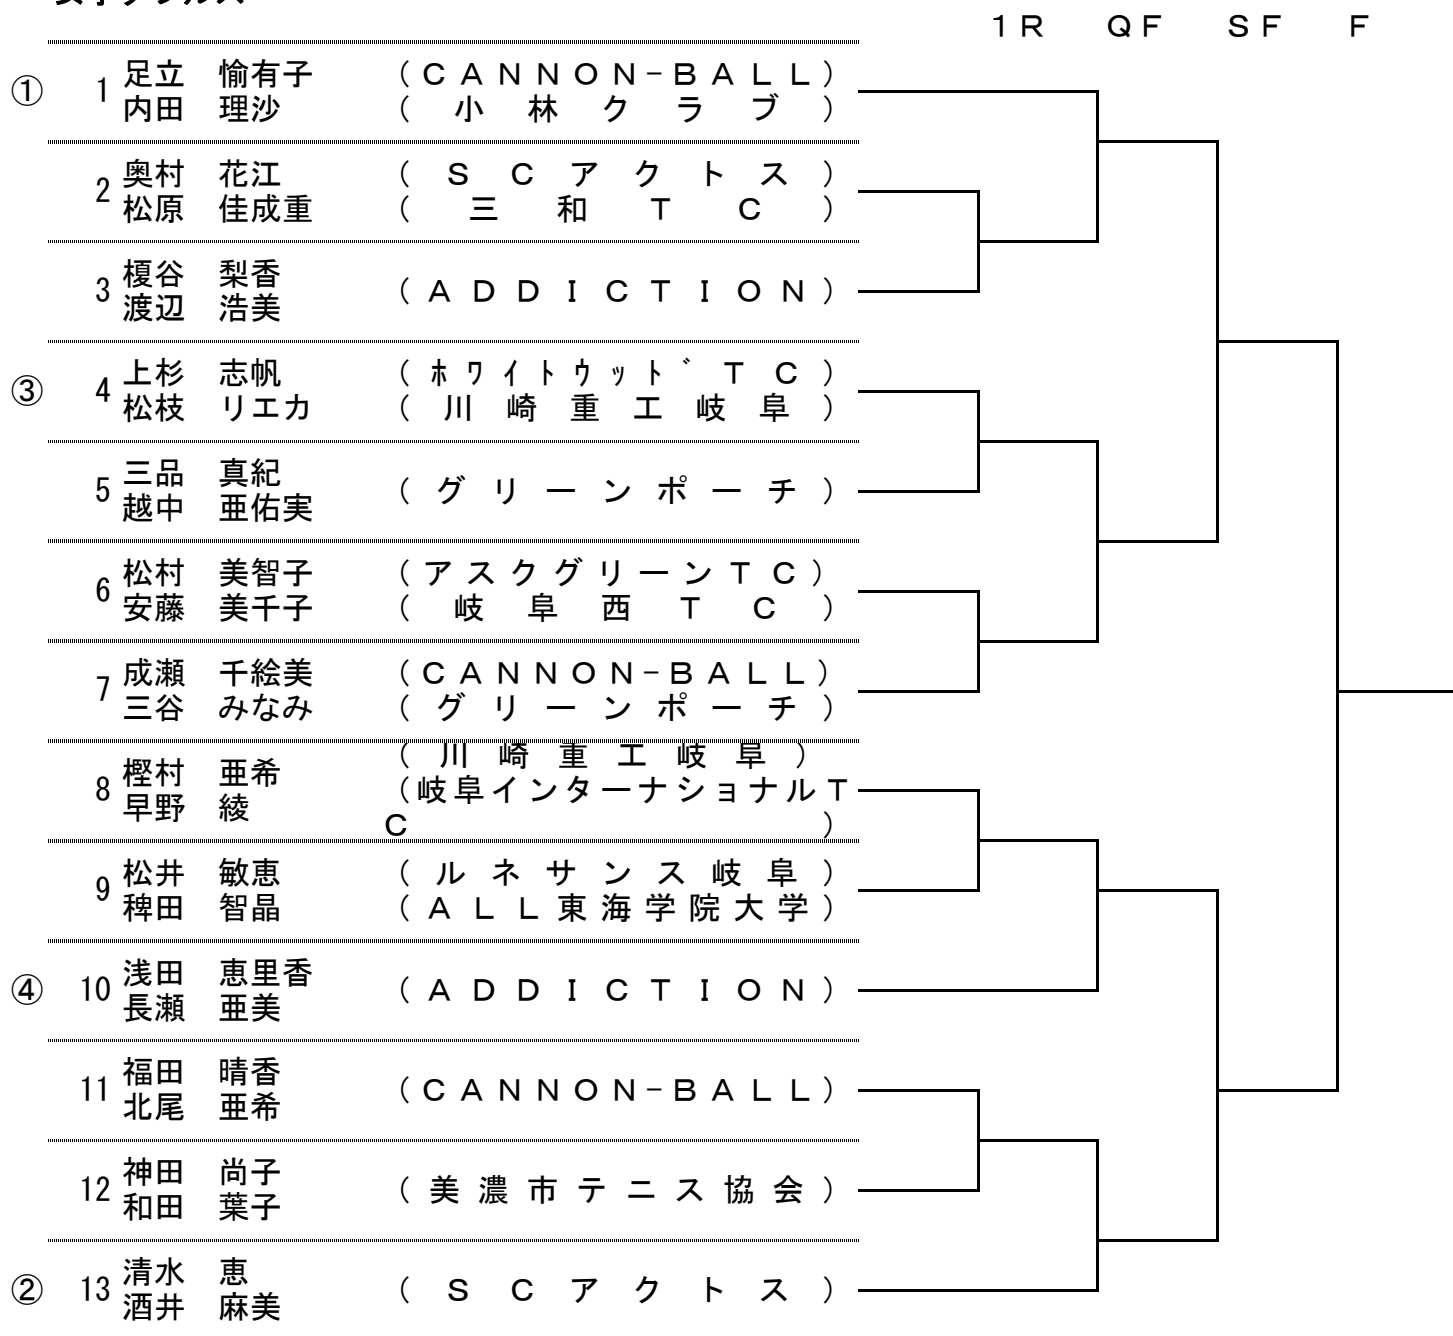 1R QF SF F
① 1 足立 愉有子 (CANNON-BALL)
内田 理沙 (小林クラブ)
2 奥村 花江 (SCアクトス)
松原 佳成重 (三和TC)
3 榎谷 梨香
渡辺 浩美 (ADDICTION)
③ 4 上杉 志帆 (ホワイトウッドTC)
松枝 リエカ (川崎重工岐阜)
5 三品 真紀
越中 亜佑実 (グリーンポーチ)
6 松村 美智子 (アスクグリーンTC)
安藤 美千子 (岐阜西TC)
7 成瀬 千絵美 (CANNON-BALL)
三谷 みなみ (グリーンポーチ)
(川崎重工岐阜)
8 樫村 亜希 (岐阜インターナショナルT
早野 綾 C)
9 松井 敏恵 (ルネサンス岐阜)
稗田 智晶 (ALL東海学院大学)
④ 10 浅田 恵里香
長瀬 亜美 (ADDICTION)
11 福田 晴香
北尾 亜希 (CANNON-BALL)
12 神田 尚子
和田 葉子 (美濃市テニス協会)
② 13 清水 恵
酒井 麻美 (SCアクトス)